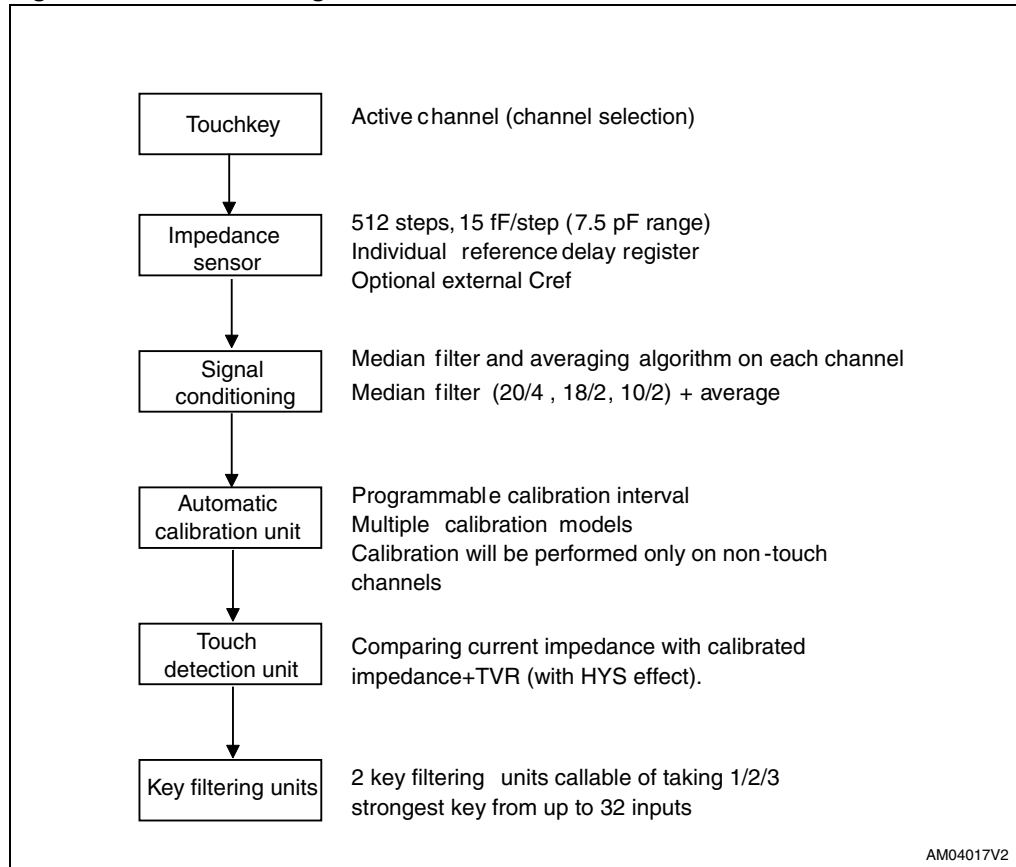 Touchkey
Active channel (channel selection)
Impedance
sensor
512 steps, 15 fF/step (7.5 pF range)
Individual reference delay register
Optional external Cref
Signal
conditioning
Median filter and averaging algorithm on each channel
Median filter (20/4 , 18/2, 10/2) + average
Automatic
calibration unit
Programmable calibration interval
Multiple calibration models
Calibration will be performed only on non-touch
channels
Touch
detection unit
Comparing current impedance with calibrated
impedance+TVR (with HYS effect).
Key filtering units
2 key filtering units callable of taking 1/2/3
strongest key from up to 32 inputs
AM04017V2